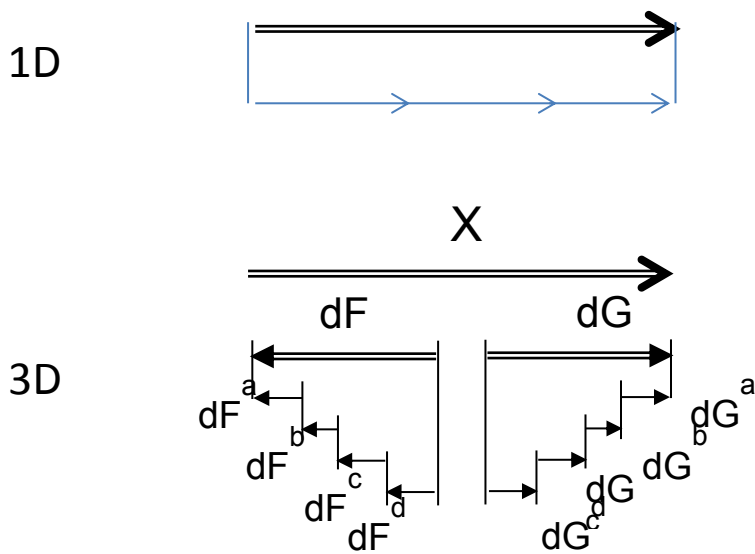 1D
X
dF dG
3D
dF^a dG^a
dF^b dG^b
dF^c dG^d
dF^d dG^c